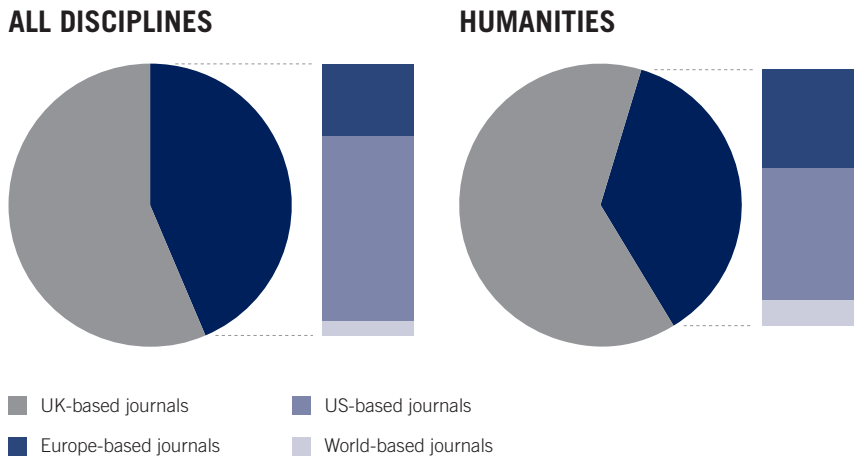 ALL DISCIPLINES
HUMANITIES
UK-based journals
US-based journals
Europe-based journals
World-based journals